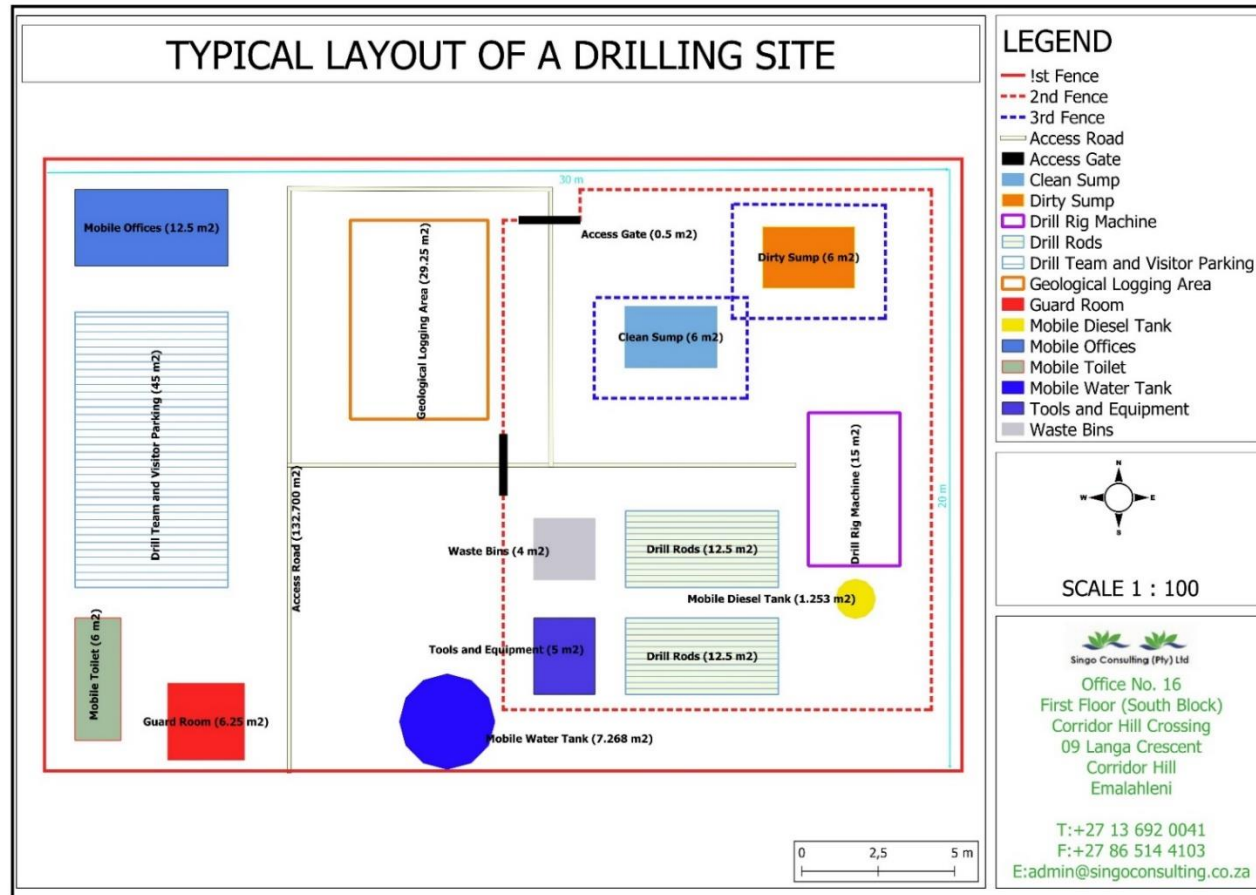 TYPICAL LAYOUT OF A DRILLING SITE
30 m
Mobile Offices (12.5 m2)
Geological Logging Area (29.25 m2)
Access Gate (0.5 m2)
Dirty Sump (6 m2)
Clean Sump (6 m2)
Drill Team and Visitor Parking (45 m2)
Access Road (132.700 m2)
Drill Rig Machine (15 m2)
20 m
Waste Bins (4 m2)
Drill Rods (12.5 m2)
Mobile Diesel Tank (1.253 m2)
Mobile Toilet (6 m2)
Tools and Equipment (5 m2)
Drill Rods (12.5 m2)
Guard Room (6.25 m2)
Mobile Water Tank (7.268 m2)
0 2,5 5 m
LEGEND
!st Fence
2nd Fence
3rd Fence
Access Road
Access Gate
Clean Sump
Dirty Sump
Drill Rig Machine
Drill Rods
Drill Team and Visitor Parking
Geological Logging Area
Guard Room
Mobile Diesel Tank
Mobile Offices
Mobile Toilet
Mobile Water Tank
Tools and Equipment
Waste Bins
N
W E
S
SCALE 1 : 100
Singo Consulting (Pty) Ltd
Office No. 16
First Floor (South Block)
Corridor Hill Crossing
09 Langa Crescent
Corridor Hill
Emalahleni
T:+27 13 692 0041
F:+27 86 514 4103
E:admin@singoconsulting.co.za